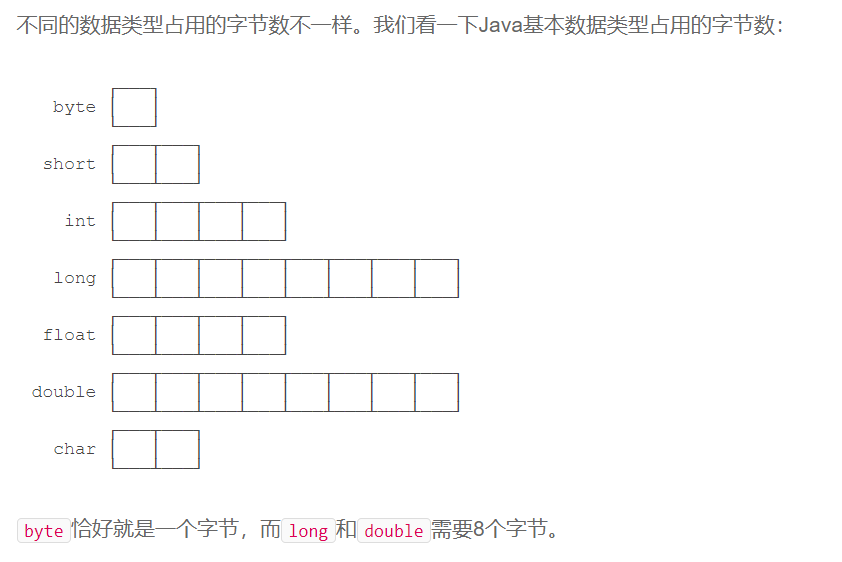 不同的数据类型占用的字节数不一样。我们看一下Java基本数据类型占用的字节数：
byte
short
int
long
float
double
char
byte恰好就是一个字节，而long和double需要8个字节。